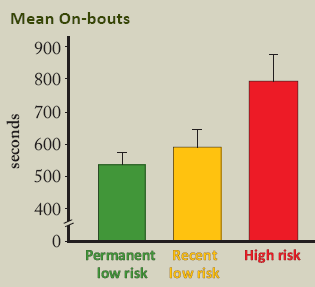 Mean On-bouts
900
800
700
600
500
400
0
seconds
Permanent
low risk
Recent
low risk
High risk